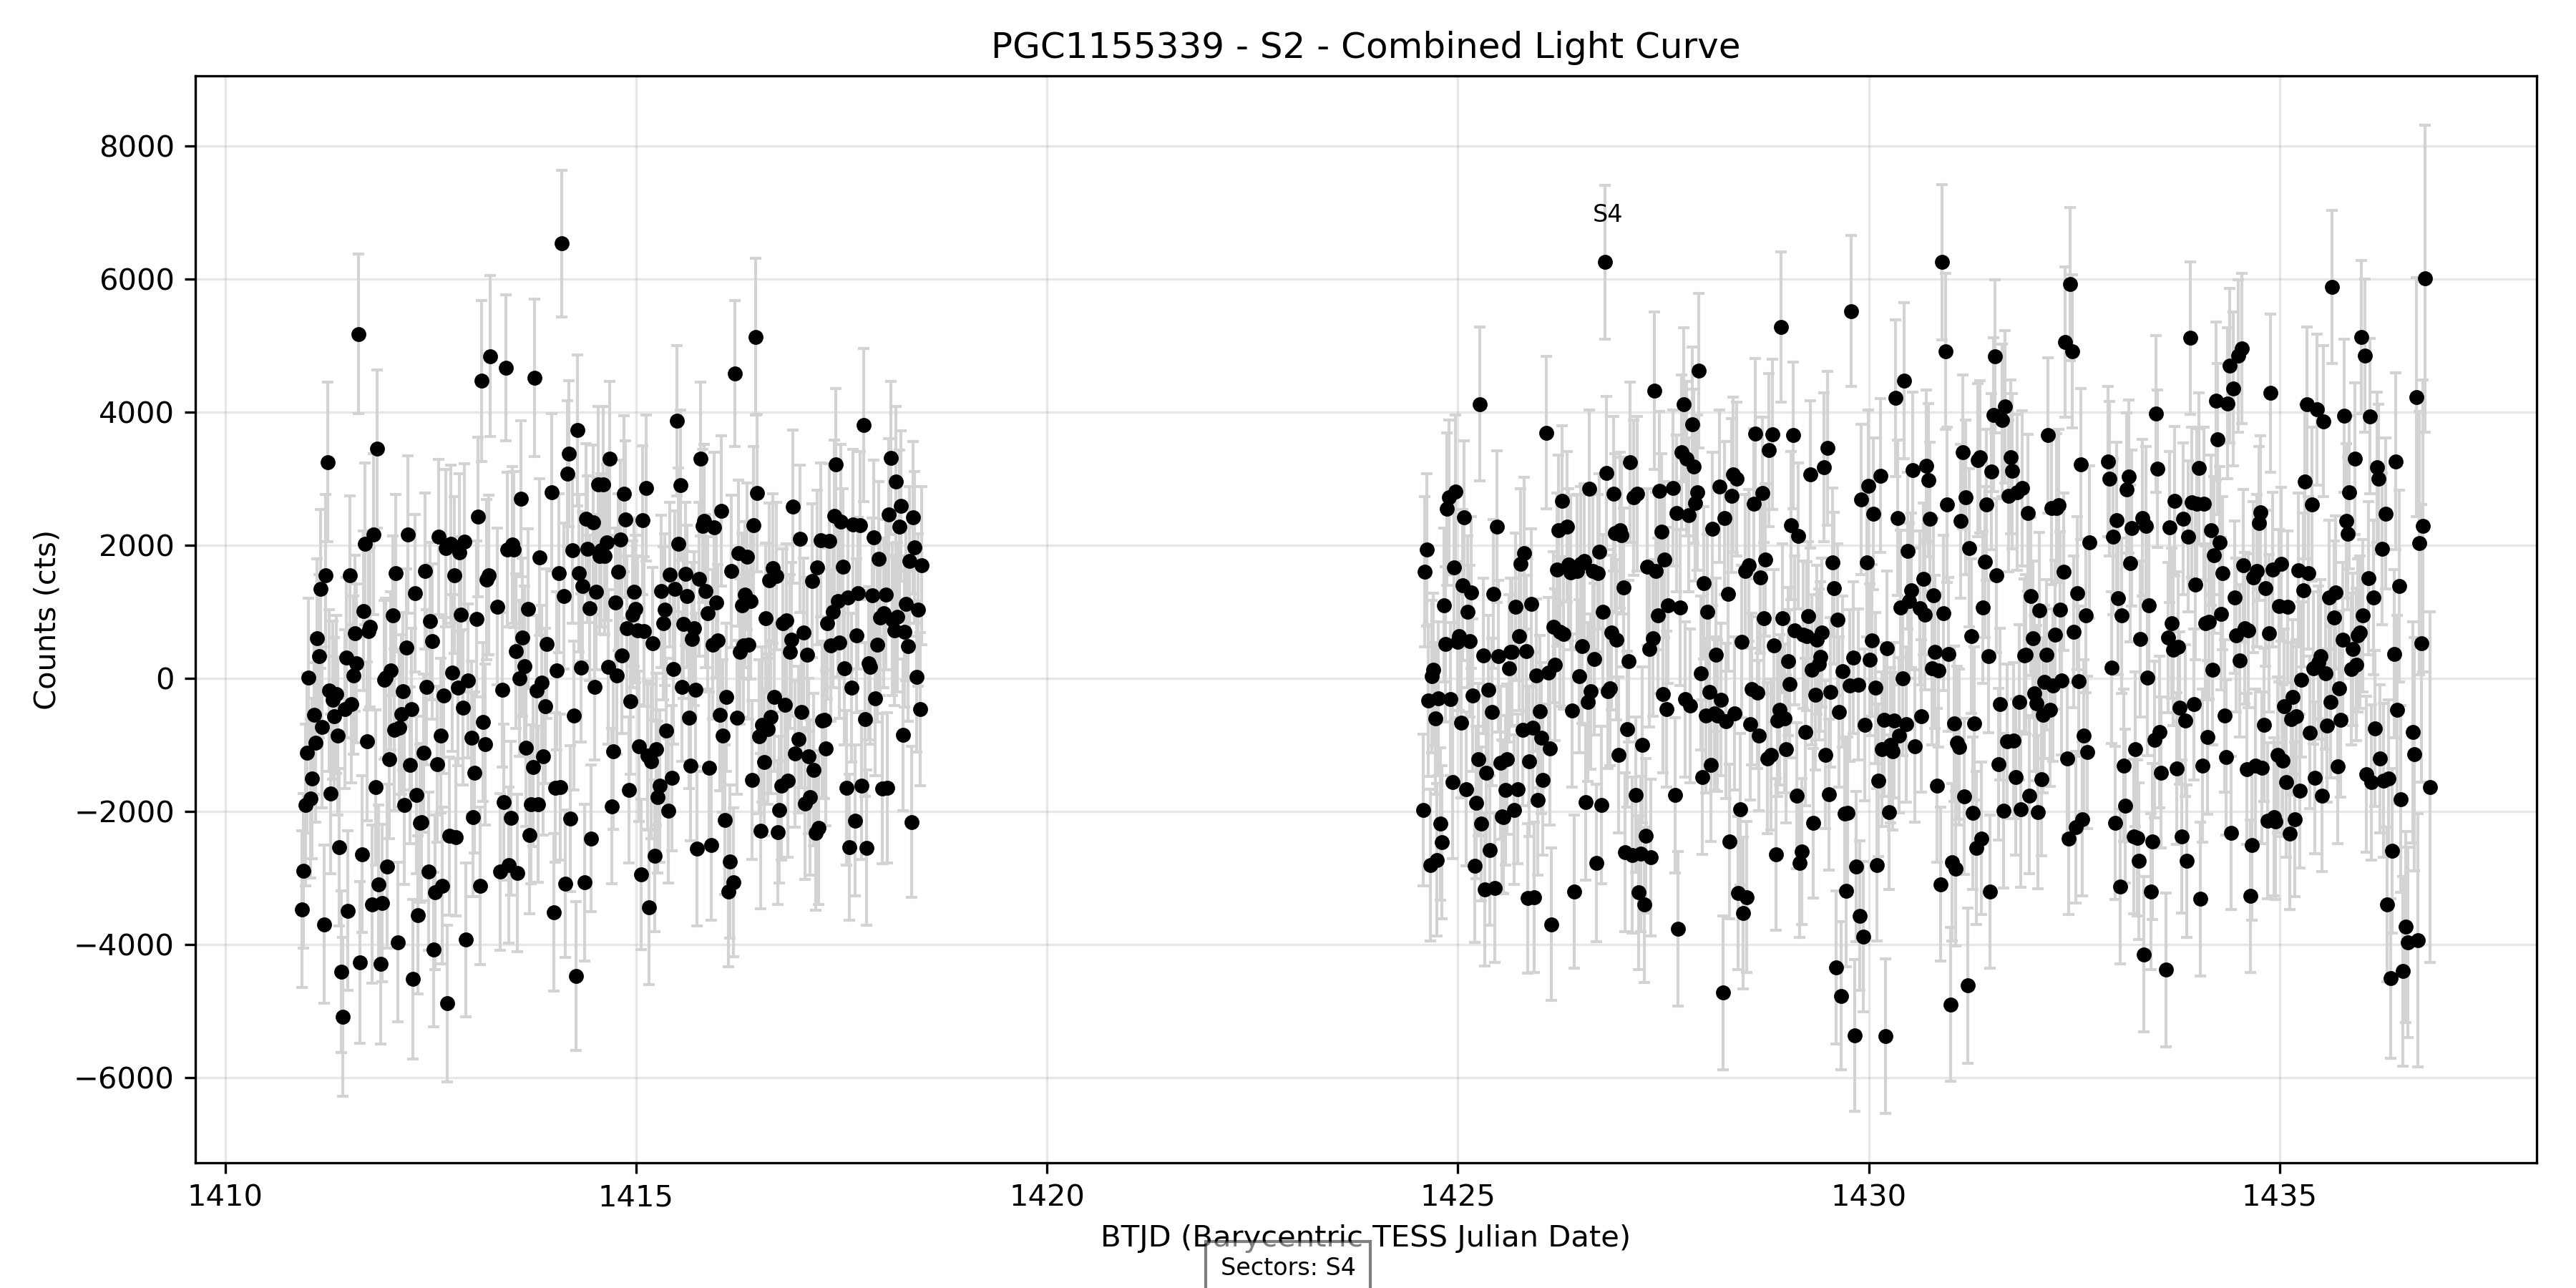 PGC1155339 - S2 - Combined Light Curve
Counts (cts)
8000
6000
4000
2000
0
−2000
−4000
−6000
S4
1410
1415
1420
1425
1430
1435
BTJD (Barycentric TESS Julian Date)
Sectors: S4